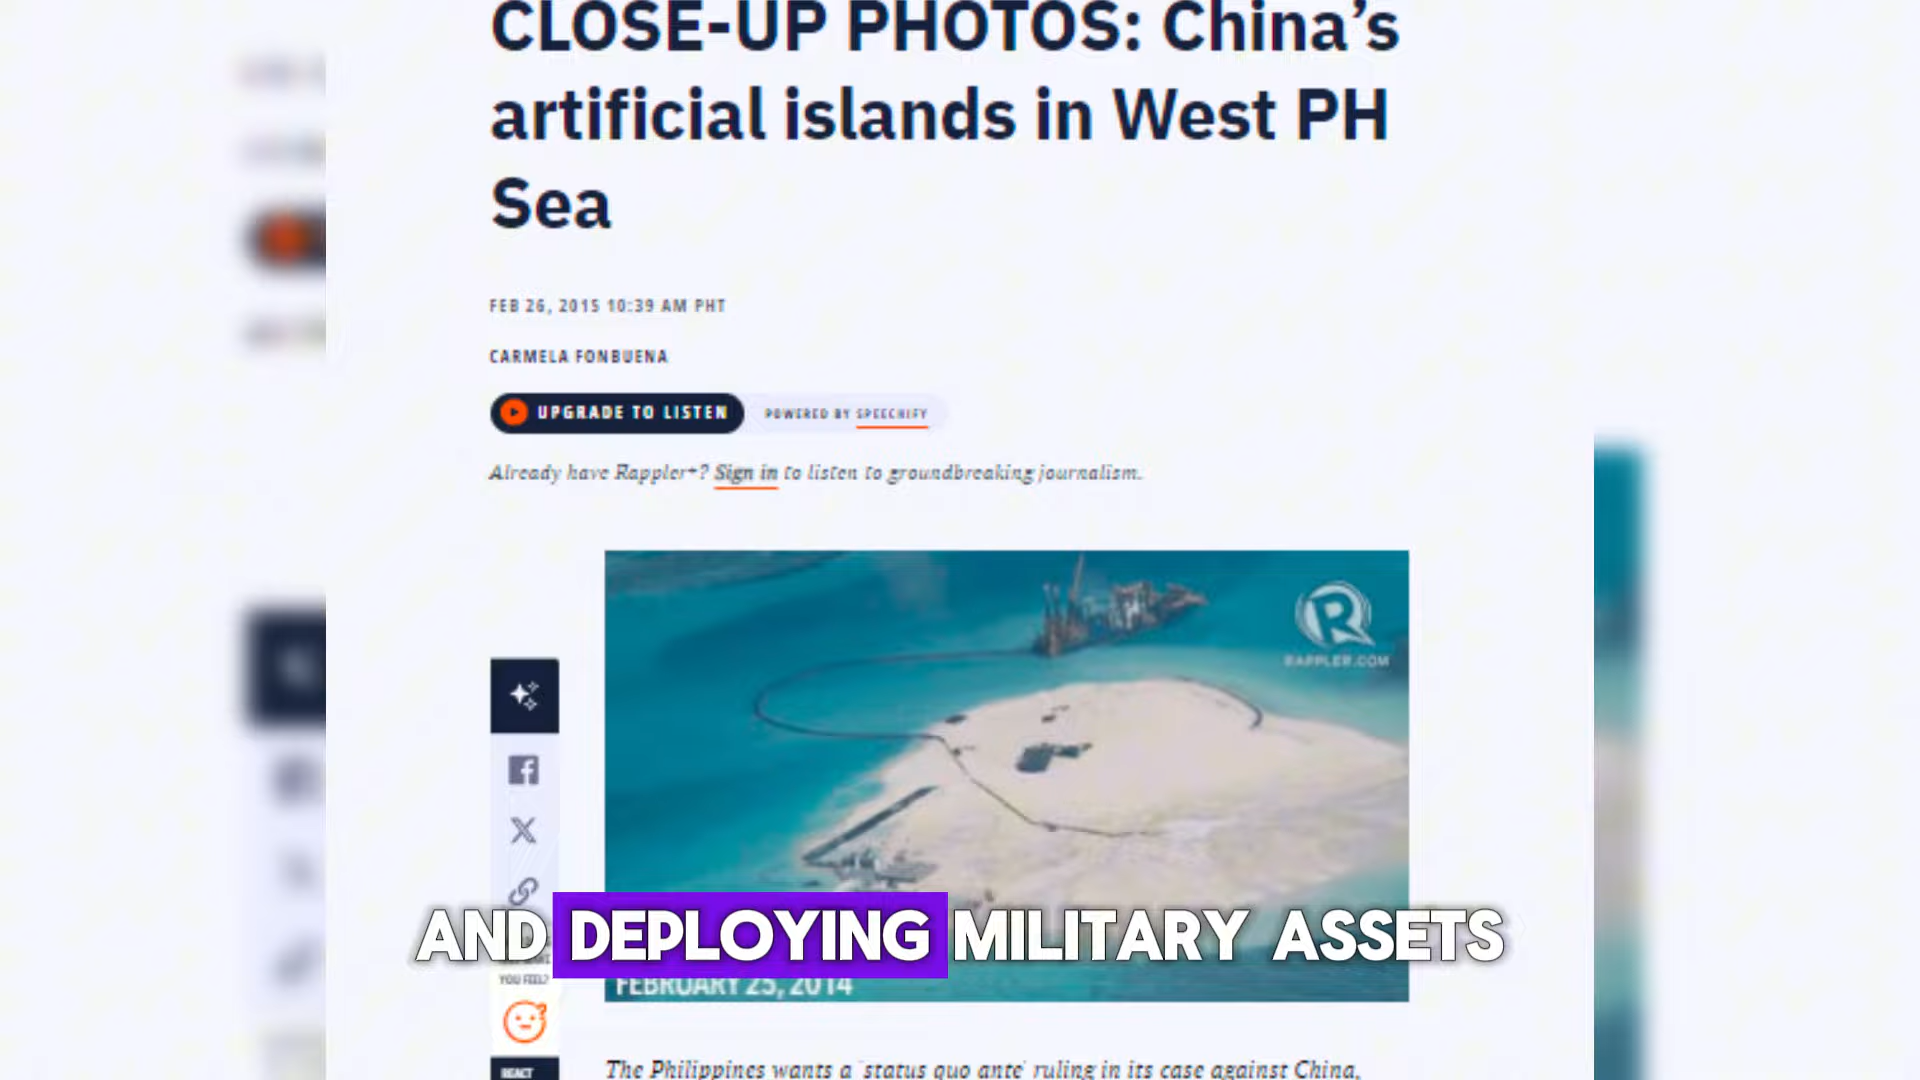 CLOSE-UP PHOTOS: China’s
artificial islands in West PH
Sea
FEB 26, 2015 10:39 AM PHT
CARMELA FONBUENA
UPGRADE TO LISTEN
POWERED BY SPEECHIFY
Already have Rappler+? Sign in to listen to groundbreaking journalism.
RAPPLER.COM
AND DEPLOYING MILITARY ASSETS
YOU FEEL?
FEBRUARY 25, 2014
REACT
The Philippines wants a 'status quo ante' ruling in its case against China,